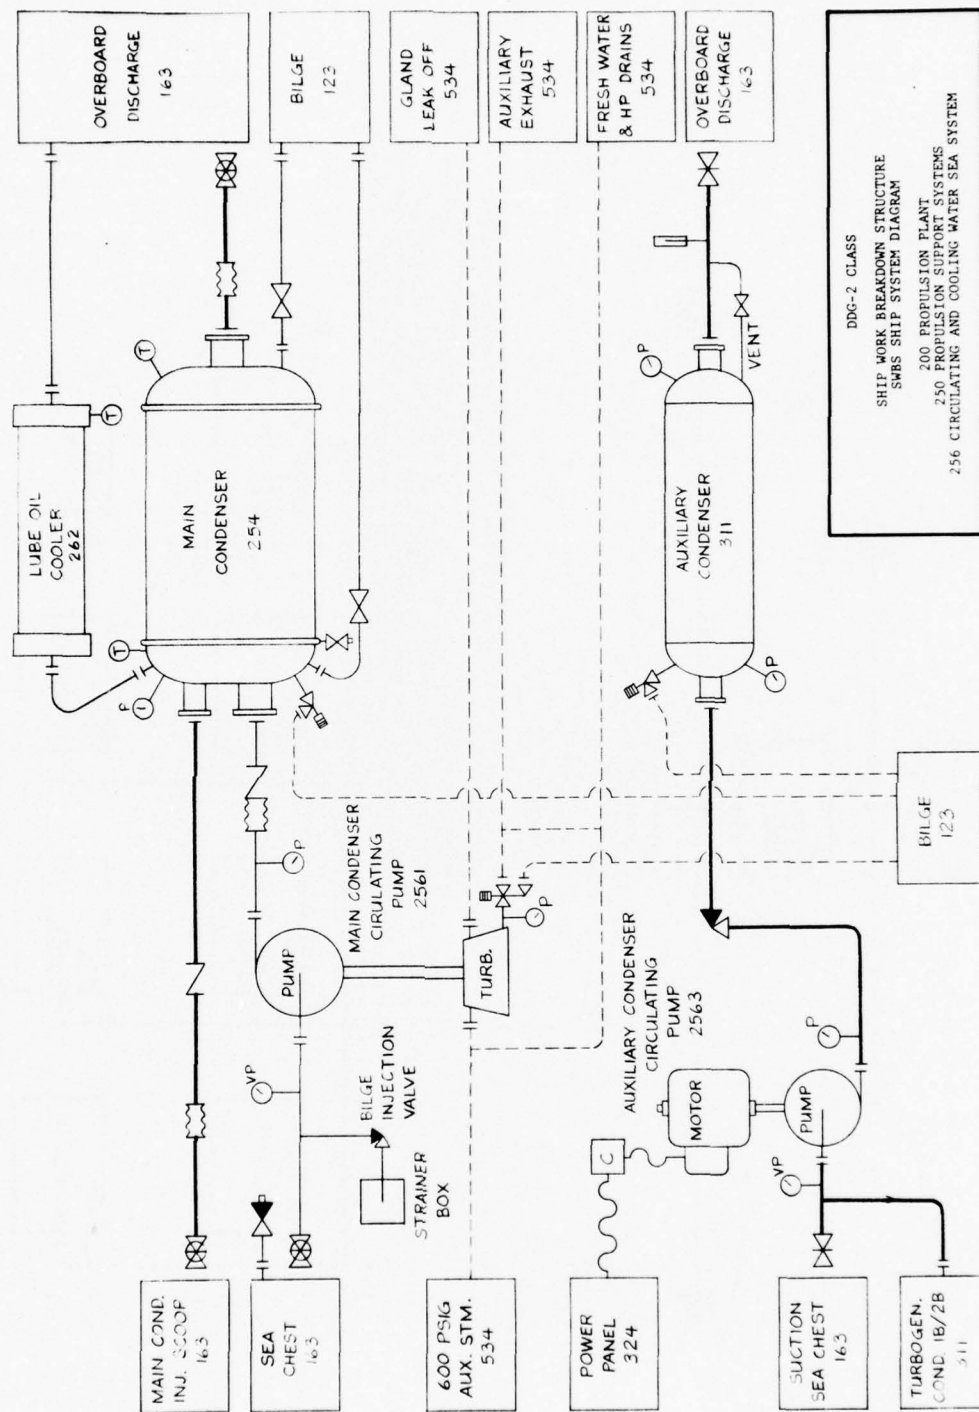 OVERBOARD
DISCHARGE
163
BILGE
123
GLAND
LEAK OFF
534
AUXILIARY
EXHAUST
534
FRESH WATER
& HP DRAINS
534
OVERBOARD
DISCHARGE
163
LUBE OIL
COOLER
262
T
MAIN
CONDENSER
254
T
T
P
P
VENT
AUXILIARY
CONDENSER
311
P
MAIN CONDENSER
CIRULATING
PUMP
2561
P
PUMP
TURB.
P
BILGE
123
VP
BILGE
INJECTION
VALVE
STRAINER
BOX
AUXILIARY CONDENSER
CIRCULATING
PUMP
2563
MOTOR
C
PUMP
P
VP
MAIN COND.
INJ. SCOOP
163
SEA
CHEST
163
600 PSIG
AUX. STM.
534
POWER
PANEL
324
SUCTION
SEA CHEST
163
TURBOGEN.
COND. 1B/2B
311
DDG-2 CLASS
SHIP WORK BREAKDOWN STRUCTURE
SWBS SHIP SYSTEM DIAGRAM
200 PROPULSION PLANT
250 PROPULSION SUPPORT SYSTEMS
256 CIRCULATING AND COOLING WATER SEA SYSTEM